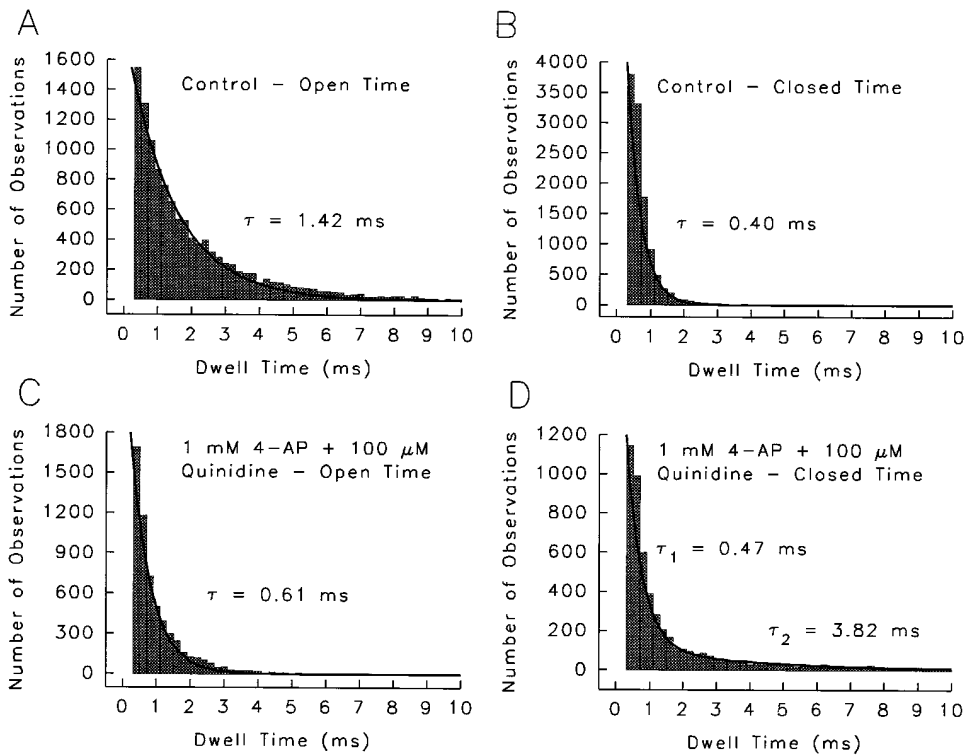 A
Number of Observations
1600
1400
1200
1000
800
600
400
200
0
Control – Open Time
τ = 1.42 ms
0 1 2 3 4 5 6 7 8 9 10
Dwell Time (ms)
B
Number of Observations
4000
3500
3000
2500
2000
1500
1000
500
0
Control – Closed Time
τ = 0.40 ms
0 1 2 3 4 5 6 7 8 9 10
Dwell Time (ms)
C
Number of Observations
1800
1500
1200
900
600
300
0
1 mM 4–AP + 100 μM
Quinidine – Open Time
τ = 0.61 ms
0 1 2 3 4 5 6 7 8 9 10
Dwell Time (ms)
D
Number of Observations
1200
1000
800
600
400
200
0
1 mM 4–AP + 100 μM
Quinidine – Closed Time
τ1 = 0.47 ms
τ2 = 3.82 ms
0 1 2 3 4 5 6 7 8 9 10
Dwell Time (ms)